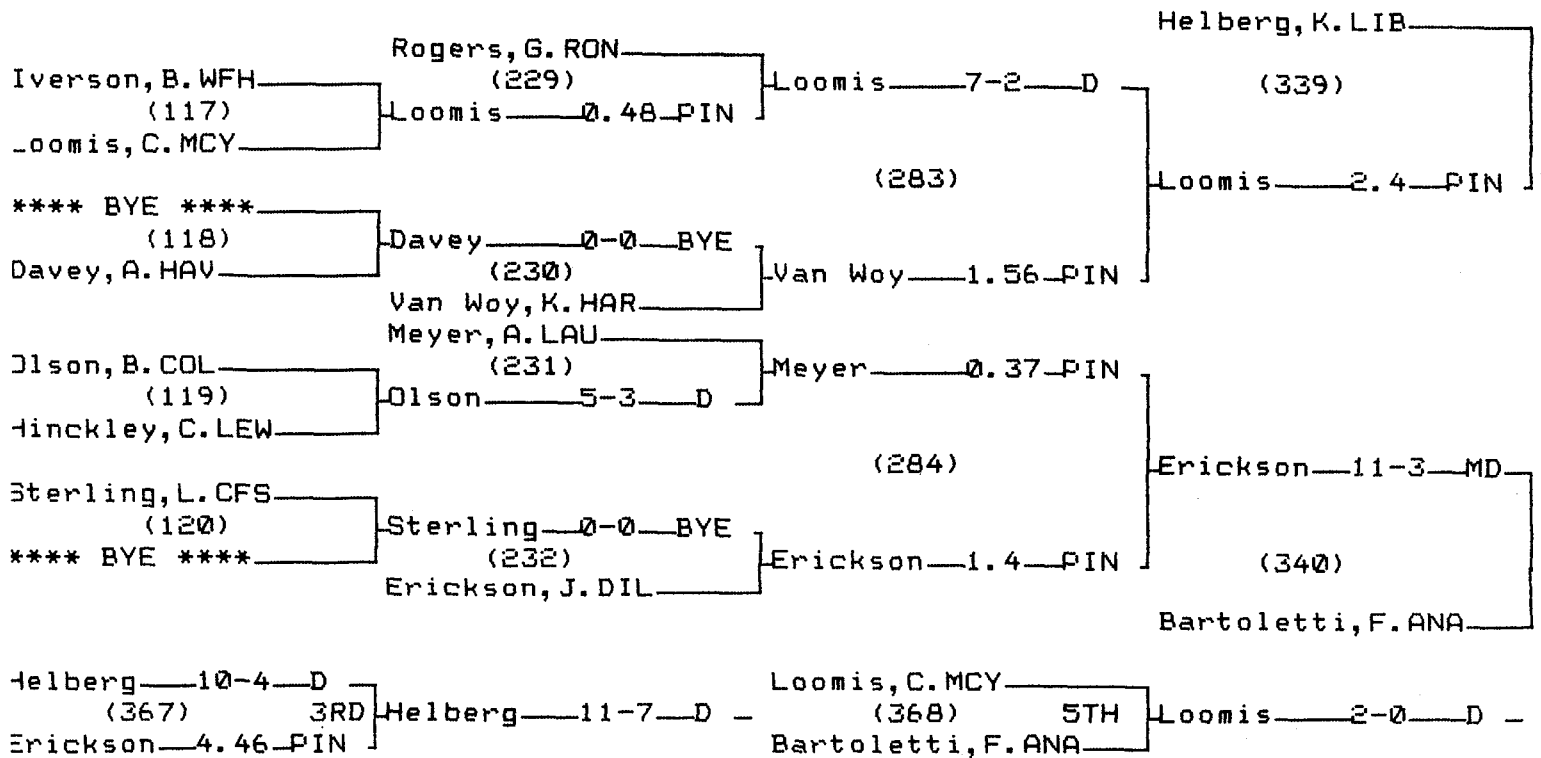 Helberg, K. LIB
Rogers, G. RON
Iverson, B. WFH (229) Loomis 7-2 D (339)
(117) Loomis 0.48 PIN
Loomis, C. MCY
(283) Loomis 2.4 PIN
**** BYE ****
(118) Davey 0-0 BYE
Davey, A. HAV (230) Van Woy 1.56 PIN
Van Woy, K. HAR
Meyer, A. LAU
Olson, B. COL (231) Meyer 0.37 PIN
(119) Olson 5-3 D
Hinckley, C. LEW
(284) Erickson 11-3 MD
Sterling, L. CFS
(120) Sterling 0-0 BYE
**** BYE **** (232) Erickson 1.4 PIN (340)
Erickson, J. DIL
Bartoletti, F. ANA
Helberg 10-4 D Loomis, C. MCY
(367) 3RD Helberg 11-7 D (368) 5TH Loomis 2-0 D
Erickson 4.46 PIN Bartoletti, F. ANA